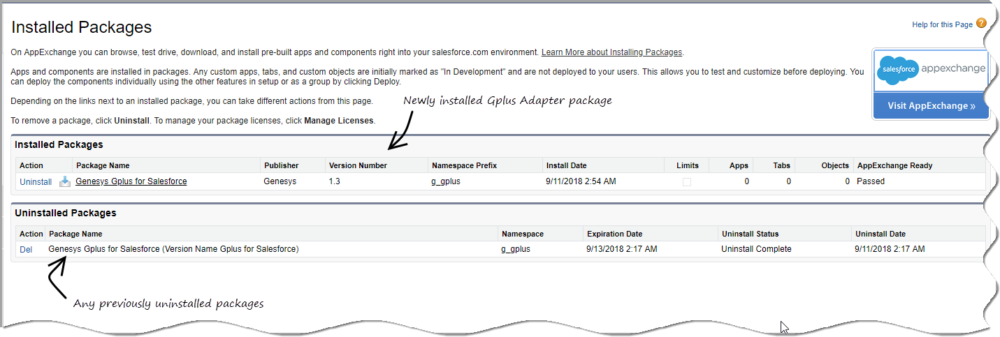 Installed Packages
Help for this Page ?
On AppExchange you can browse, test drive, download, and install pre-built apps and components right into your salesforce.com environment. Learn More about Installing Packages.
salesforce appexchange
Apps and components are installed in packages. Any custom apps, tabs, and custom objects are initially marked as "In Development" and are not deployed to your users. This allows you to test and customize before deploying. You
can deploy the components individually using the other features in setup or as a group by clicking Deploy.
Visit AppExchange »
Depending on the links next to an installed package, you can take different actions from this page.
Newly installed Gplus Adapter package
To remove a package, click Uninstall. To manage your package licenses, click Manage Licenses.
Installed Packages
Action Package Name Publisher Version Number Namespace Prefix Install Date Limits Apps Tabs Objects AppExchange Ready
Uninstall Genesys Gplus for Salesforce Genesys 1.3 g_gplus 9/11/2018 2:54 AM 0 0 0 Passed
Uninstalled Packages
Action Package Name Namespace Expiration Date Uninstall Status Uninstall Date
Del Genesys Gplus for Salesforce (Version Name Gplus for Salesforce) g_gplus 9/13/2018 2:17 AM Uninstall Complete 9/11/2018 2:17 AM
Any previously uninstalled packages